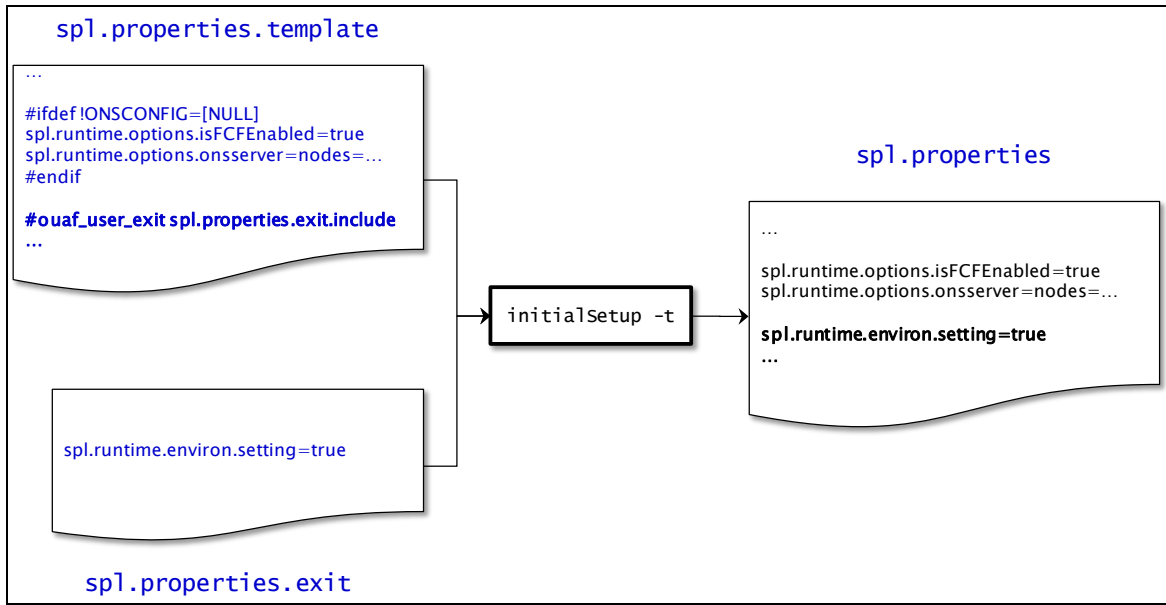 spl.properties.template
…
#ifdef !ONSCONFIG=[NULL]
spl.runtime.options.isFCFEnabled=true
spl.runtime.options.onsserver=nodes=…
#endif
#ouaf_user_exit spl.properties.exit.include
…
spl.runtime.environ.setting=true
spl.properties.exit
initialSetup -t
spl.properties
…
spl.runtime.options.isFCFEnabled=true
spl.runtime.options.onsserver=nodes=…
spl.runtime.environ.setting=true
…